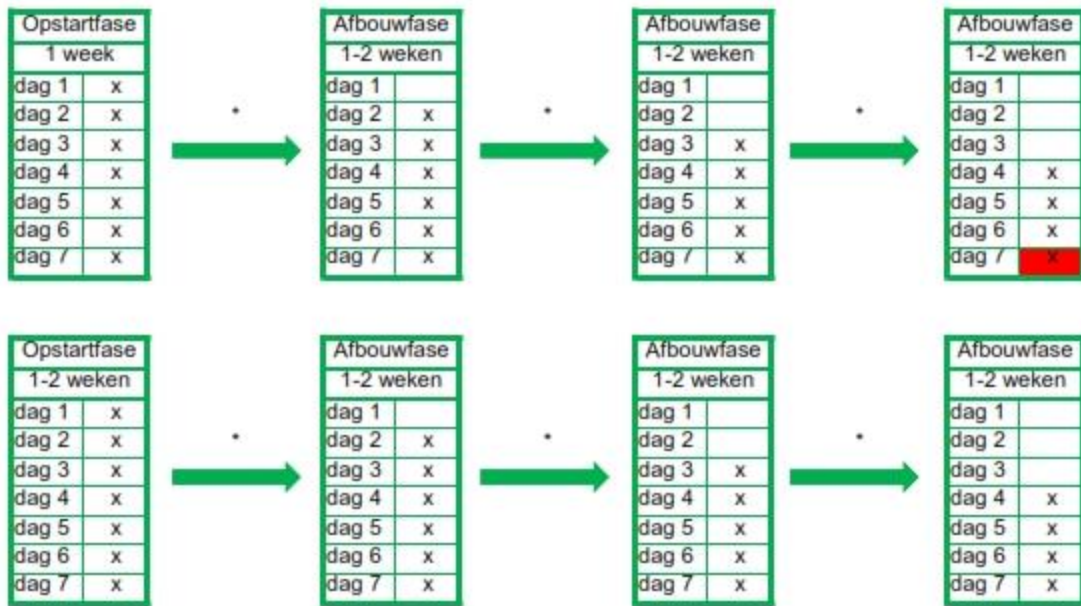 Opstartfase Afbouwfase Afbouwfase Afbouwfase
1 week 1-2 weken 1-2 weken 1-2 weken
dag 1 x dag 1 dag 1 dag 1
dag 2 x * dag 2 x * dag 2 * dag 2
dag 3 x dag 3 x dag 3 x dag 3
dag 4 x dag 4 x dag 4 x dag 4 x
dag 5 x dag 5 x dag 5 x dag 5 x
dag 6 x dag 6 x dag 6 x dag 6 x
dag 7 x dag 7 x dag 7 x dag 7 x
Opstartfase Afbouwfase Afbouwfase Afbouwfase
1-2 weken 1-2 weken 1-2 weken 1-2 weken
dag 1 x dag 1 dag 1 dag 1
dag 2 x * dag 2 x * dag 2 * dag 2
dag 3 x dag 3 x dag 3 x dag 3
dag 4 x dag 4 x dag 4 x dag 4 x
dag 5 x dag 5 x dag 5 x dag 5 x
dag 6 x dag 6 x dag 6 x dag 6 x
dag 7 x dag 7 x dag 7 x dag 7 x